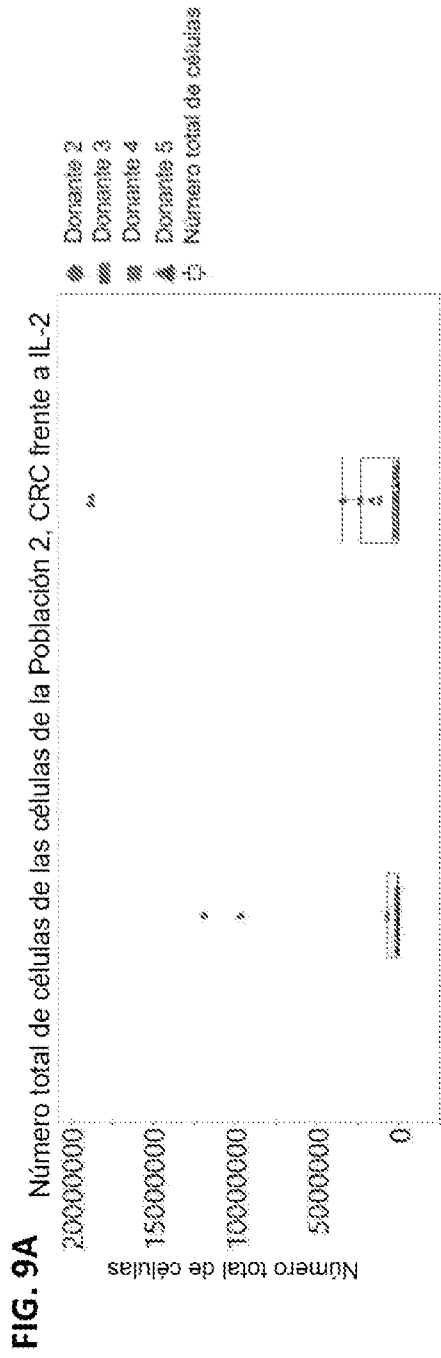 FIG. 9A
Número total de células de las células de la Población 2, CRC frente a IL-2
Número total de células
20000000
15000000
10000000
5000000
0
Donante 2
Donante 3
Donante 4
Donante 5
Número total de células